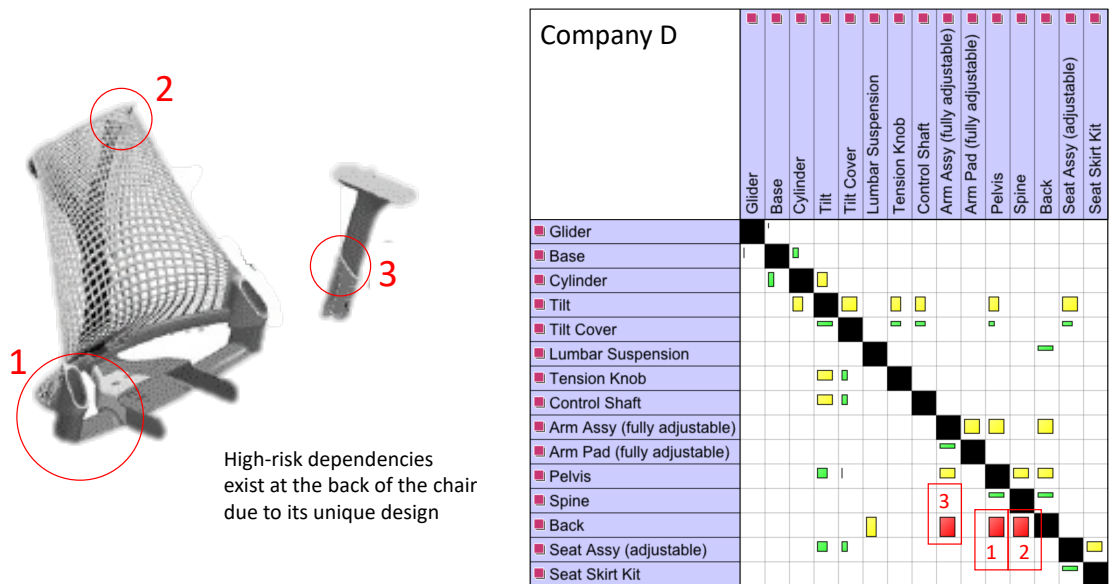 2
3
1
High-risk dependencies
exist at the back of the chair
due to its unique design
Company D
Glider
Base
Cylinder
Tilt
Tilt Cover
Lumbar Suspension
Tension Knob
Control Shaft
Arm Assy (fully adjustable)
Arm Pad (fully adjustable)
Pelvis
Spine
Back
Seat Assy (adjustable)
Seat Skirt Kit
Glider
Base
Cylinder
Tilt
Tilt Cover
Lumbar Suspension
Tension Knob
Control Shaft
Arm Assy (fully adjustable)
Arm Pad (fully adjustable)
Pelvis
Spine
Back
Seat Assy (adjustable)
Seat Skirt Kit
3
1
2